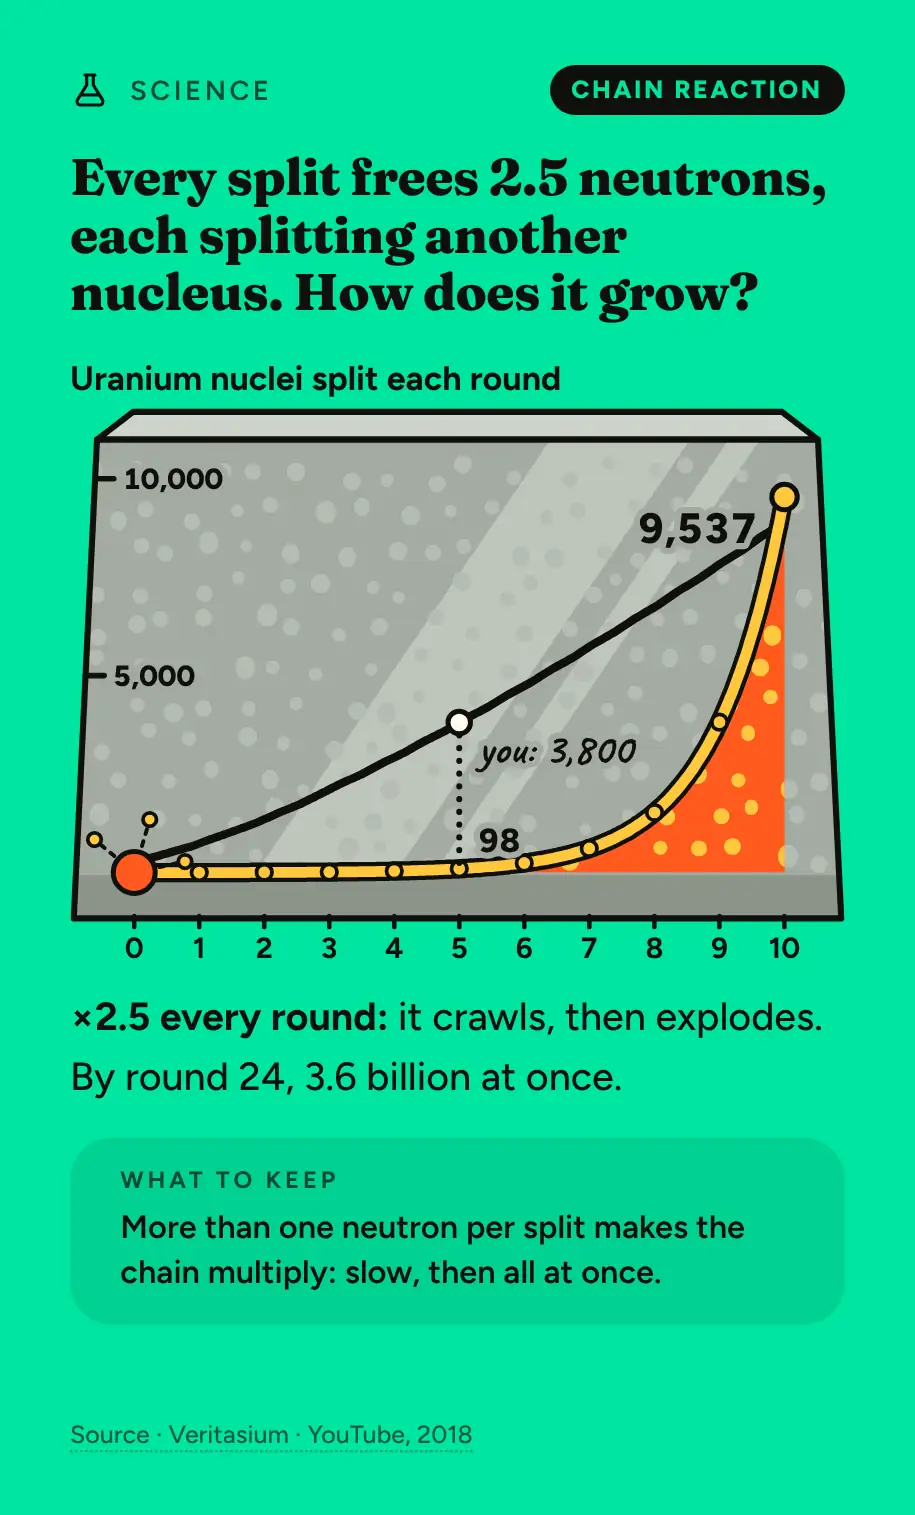 SCIENCE
CHAIN REACTION
Every split frees 2.5 neutrons,
each splitting another
nucleus. How does it grow?
Uranium nuclei split each round
10,000
9,537
5,000
you: 3,800
98
0 1 2 3 4 5 6 7 8 9 10
×2.5 every round: it crawls, then explodes.
By round 24, 3.6 billion at once.
WHAT TO KEEP
More than one neutron per split makes the
chain multiply: slow, then all at once.
Source · Veritasium · YouTube, 2018